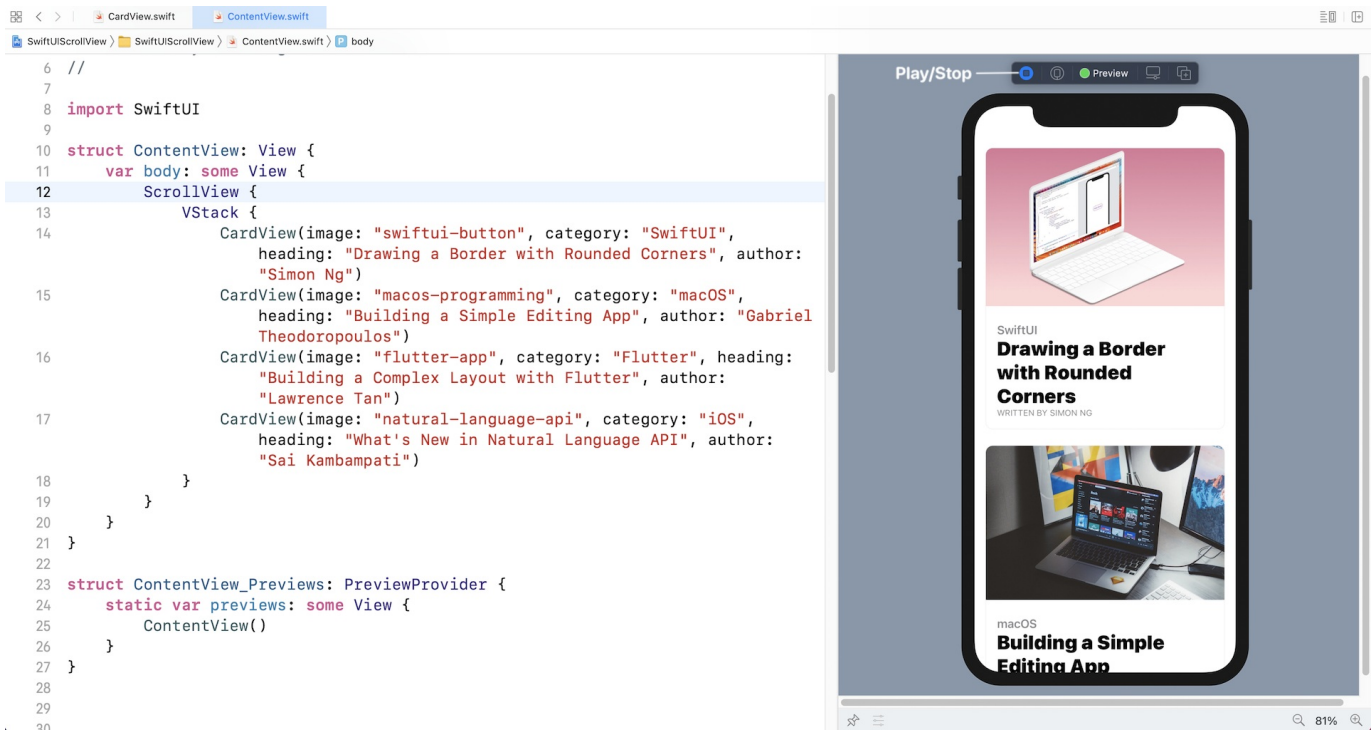 CardView.swift
ContentView.swift
SwiftUIScrollView
SwiftUIScrollView
ContentView.swift
P
body
6 //
7
8 import SwiftUI
9
10 struct ContentView: View {
11 var body: some View {
12 ScrollView {
13 VStack {
14 CardView(image: "swiftui-button", category: "SwiftUI",
heading: "Drawing a Border with Rounded Corners", author:
"Simon Ng")
15 CardView(image: "macos-programming", category: "macOS",
heading: "Building a Simple Editing App", author: "Gabriel
Theodoropoulos")
16 CardView(image: "flutter-app", category: "Flutter", heading:
"Building a Complex Layout with Flutter", author:
"Lawrence Tan")
17 CardView(image: "natural-language-api", category: "iOS",
heading: "What's New in Natural Language API", author:
"Sai Kambampati")
18 }
19 }
20 }
21 }
22
23 struct ContentView_Previews: PreviewProvider {
24 static var previews: some View {
25 ContentView()
26 }
27 }
28
29
30
Play/Stop
Preview
SwiftUI
Drawing a Border
with Rounded
Corners
WRITTEN BY SIMON NG
macOS
Building a Simple
Editing App
81%